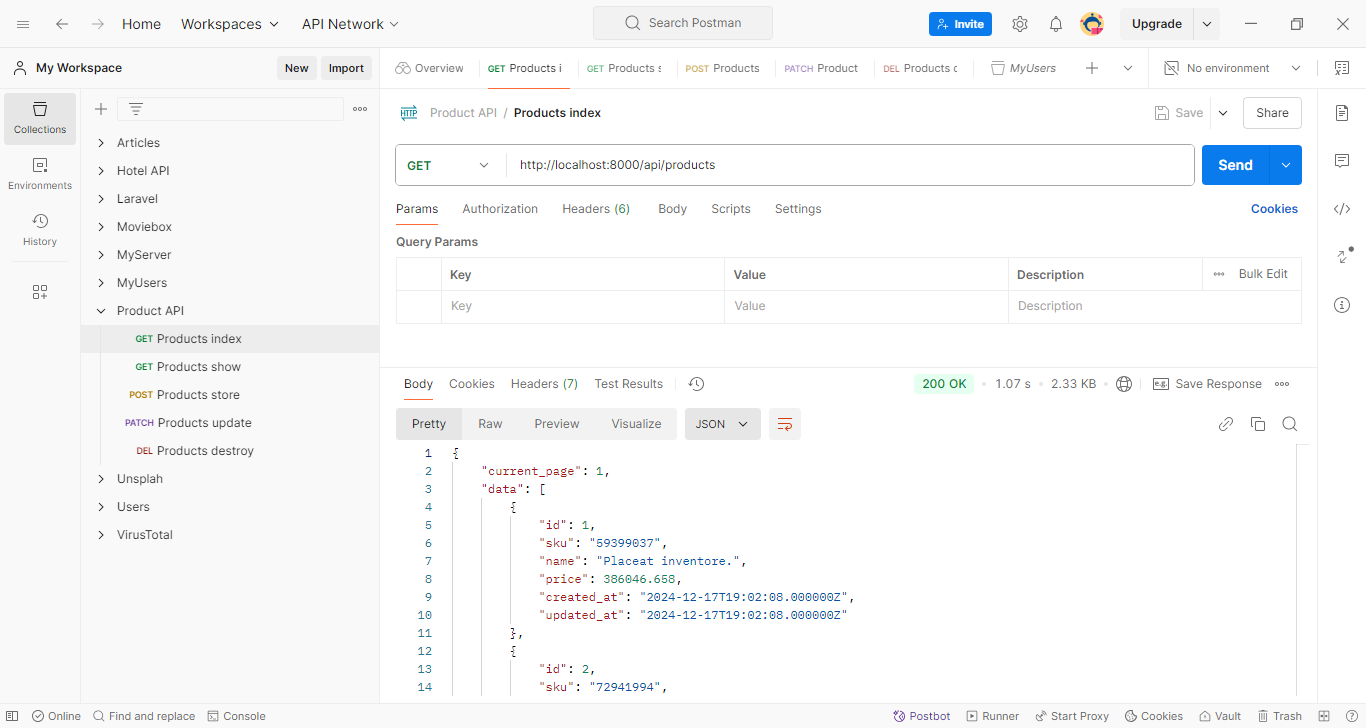 Home Workspaces API Network Search Postman Invite Upgrade
My Workspace New Import Overview GET Products i GET Products s POST Products PATCH Product DEL Products c MyUsers No environment
Collections
Environments
History
Articles
Hotel API
Laravel
Moviebox
MyServer
MyUsers
Product API
GET Products index
GET Products show
POST Products store
PATCH Products update
DEL Products destroy
Unsplah
Users
VirusTotal
HTTP Product API / Products index Save Share
GET http://localhost:8000/api/products Send
Params Authorization Headers (6) Body Scripts Settings Cookies
Query Params
Key Value Description Bulk Edit
Key Value Description
Body Cookies Headers (7) Test Results 200 OK 1.07 s 2.33 KB e.g. Save Response
Pretty Raw Preview Visualize JSON
1 {
2 "current_page": 1,
3 "data": [
4 {
5 "id": 1,
6 "sku": "59399037",
7 "name": "Placeat inventore.",
8 "price": 386046.658,
9 "created_at": "2024-12-17T19:02:08.000000Z",
10 "updated_at": "2024-12-17T19:02:08.000000Z"
11 },
12 {
13 "id": 2,
14 "sku": "72941994",
Online Find and replace Console Postbot Runner Start Proxy Cookies Vault Trash